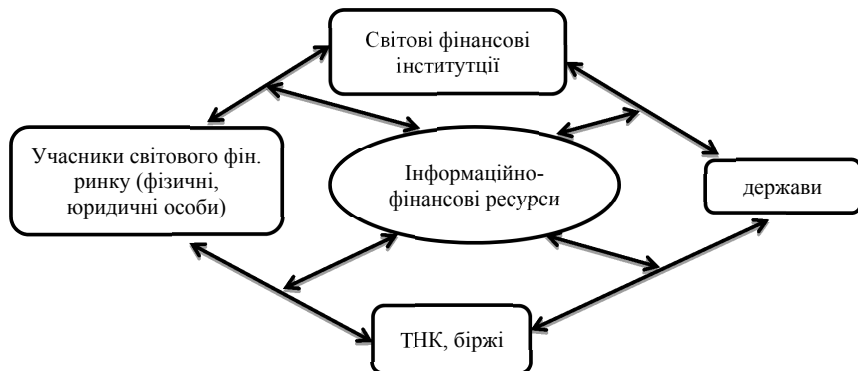 Світові фінансові
інститутції
Учасники світового фін.
ринку (фізичні,
юридичні особи)
Інформаційно-
фінансові ресурси
держави
ТНК, біржі